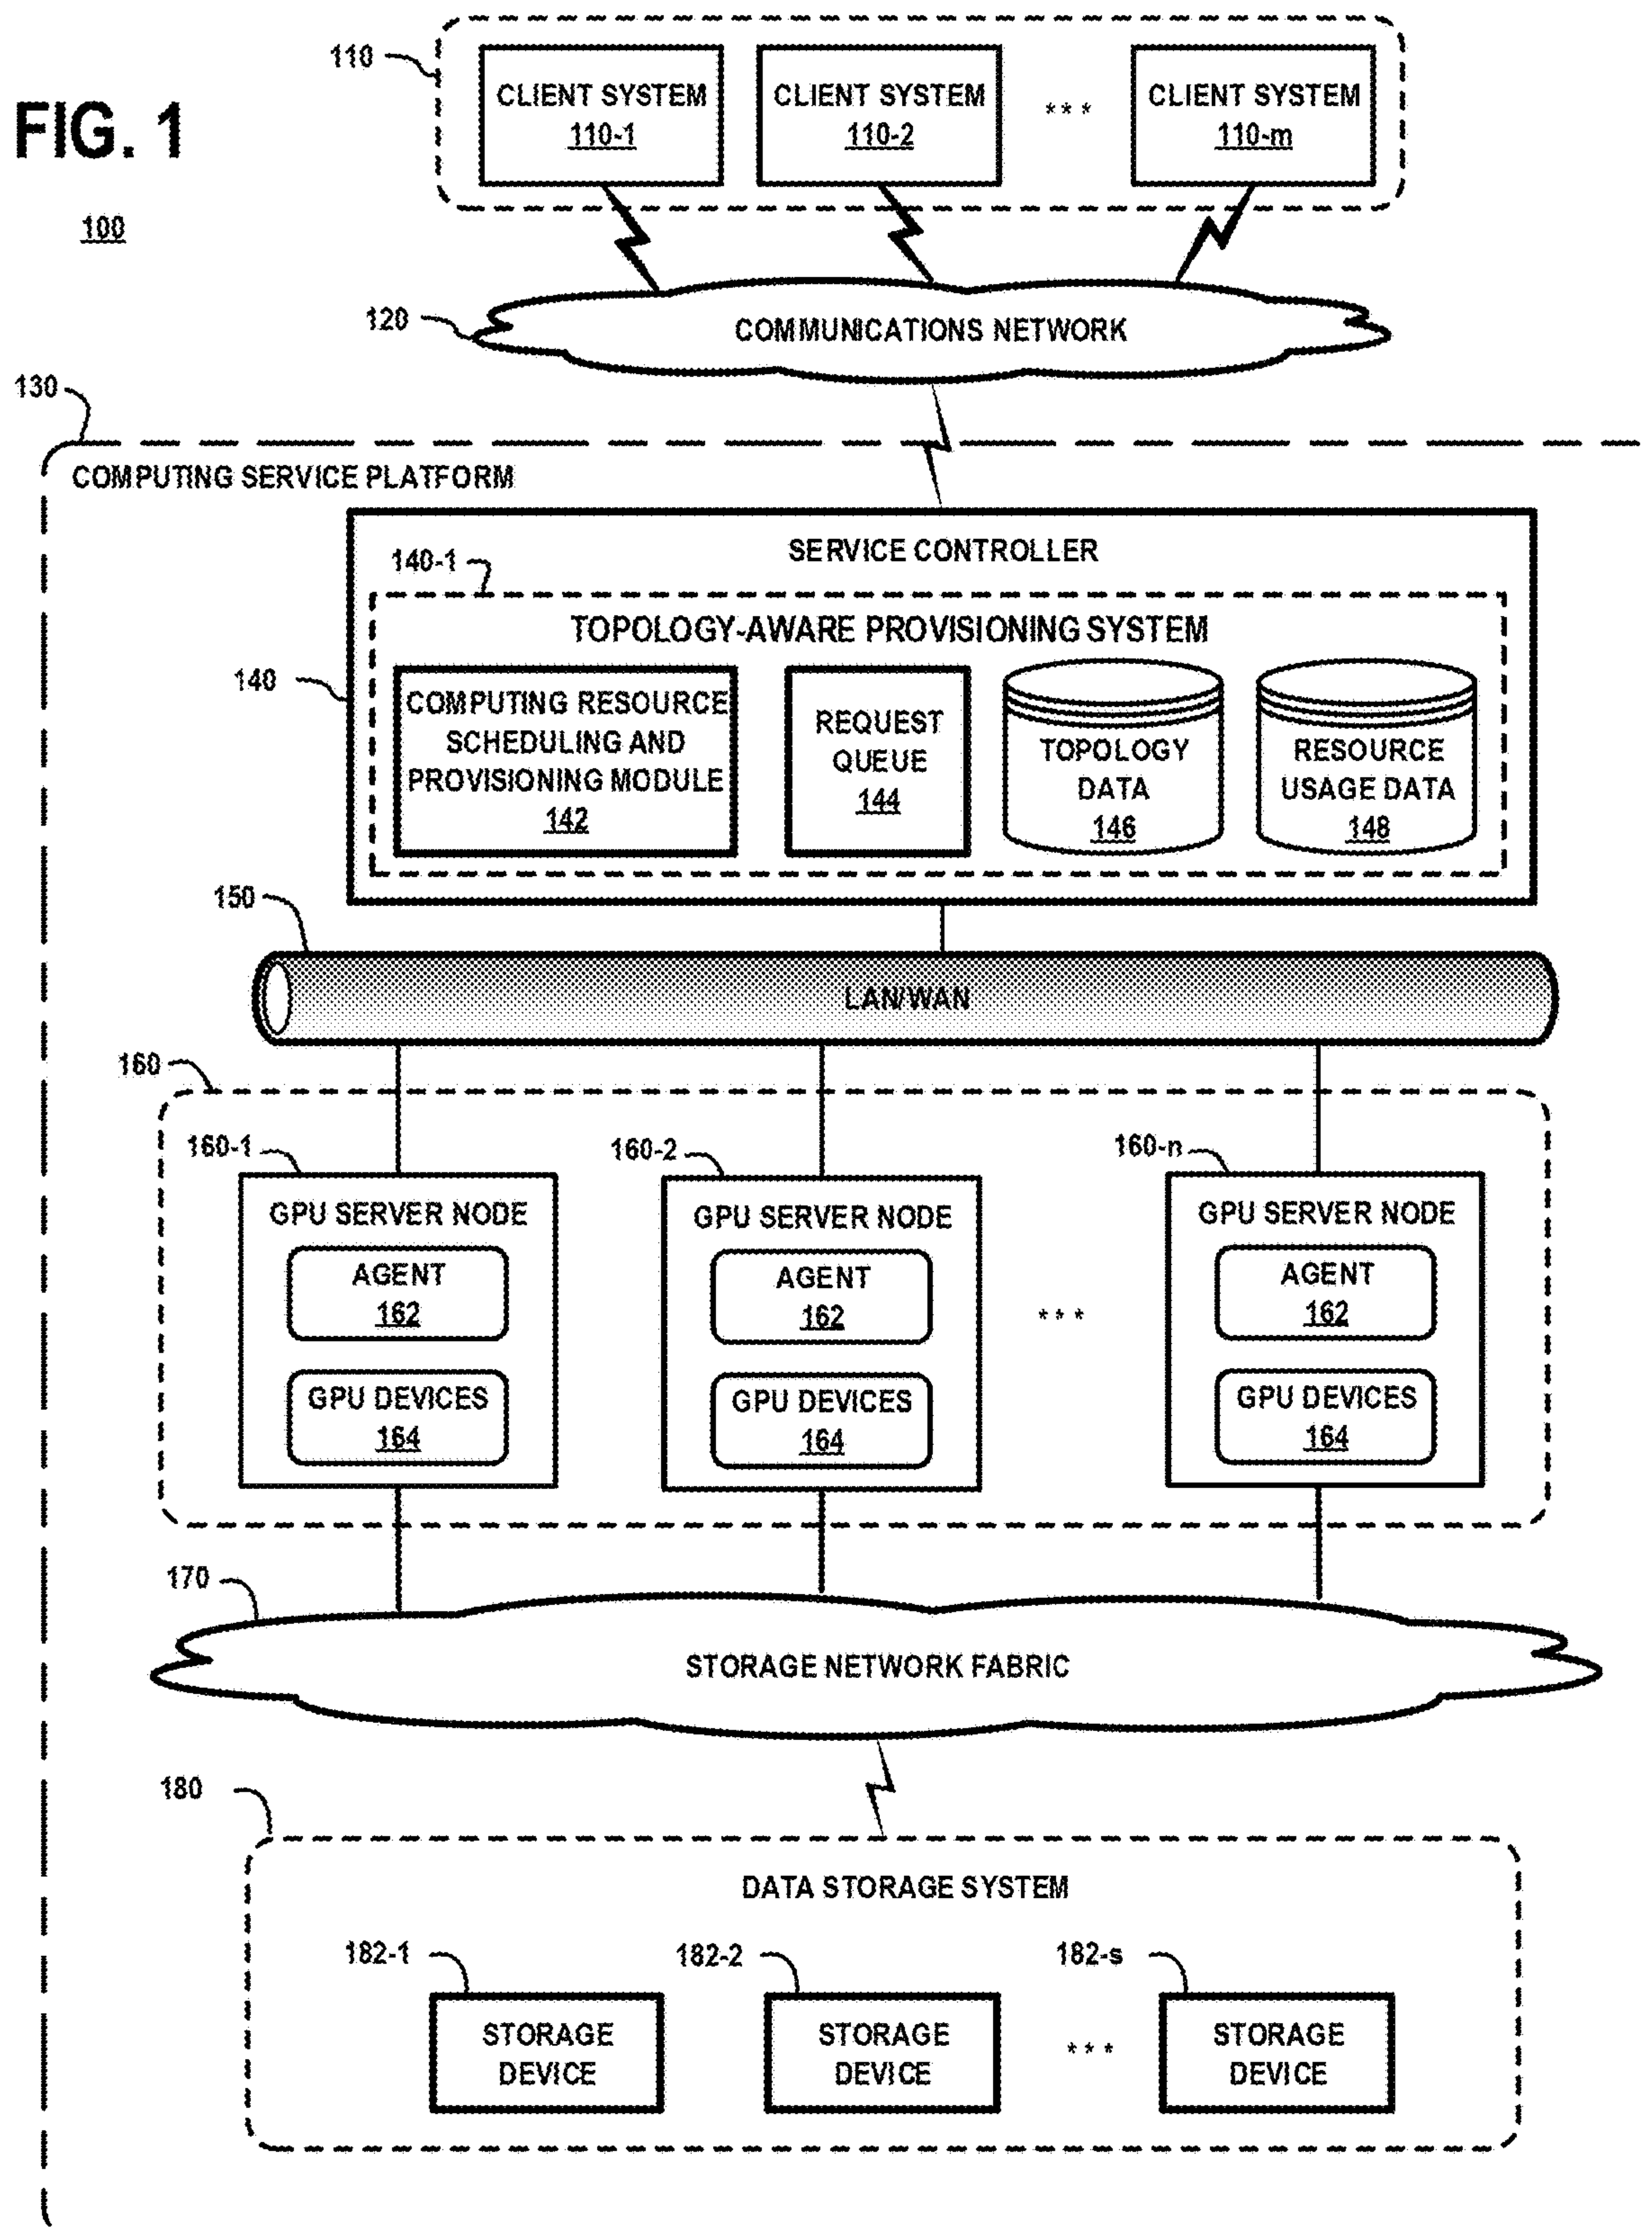 FIG. 1
100
110
CLIENT SYSTEM
110-1
CLIENT SYSTEM
110-2
* * *
CLIENT SYSTEM
110-m
120
COMMUNICATIONS NETWORK
130
COMPUTING SERVICE PLATFORM
SERVICE CONTROLLER
140-1
TOPOLOGY-AWARE PROVISIONING SYSTEM
140
COMPUTING RESOURCE
SCHEDULING AND
PROVISIONING MODULE
142
REQUEST
QUEUE
144
TOPOLOGY
DATA
146
RESOURCE
USAGE DATA
148
150
LAN/WAN
160
160-1
GPU SERVER NODE
AGENT
162
GPU DEVICES
164
160-2
GPU SERVER NODE
AGENT
162
GPU DEVICES
164
* * *
160-n
GPU SERVER NODE
AGENT
162
GPU DEVICES
164
170
STORAGE NETWORK FABRIC
180
DATA STORAGE SYSTEM
182-1
STORAGE
DEVICE
182-2
STORAGE
DEVICE
* * *
182-s
STORAGE
DEVICE